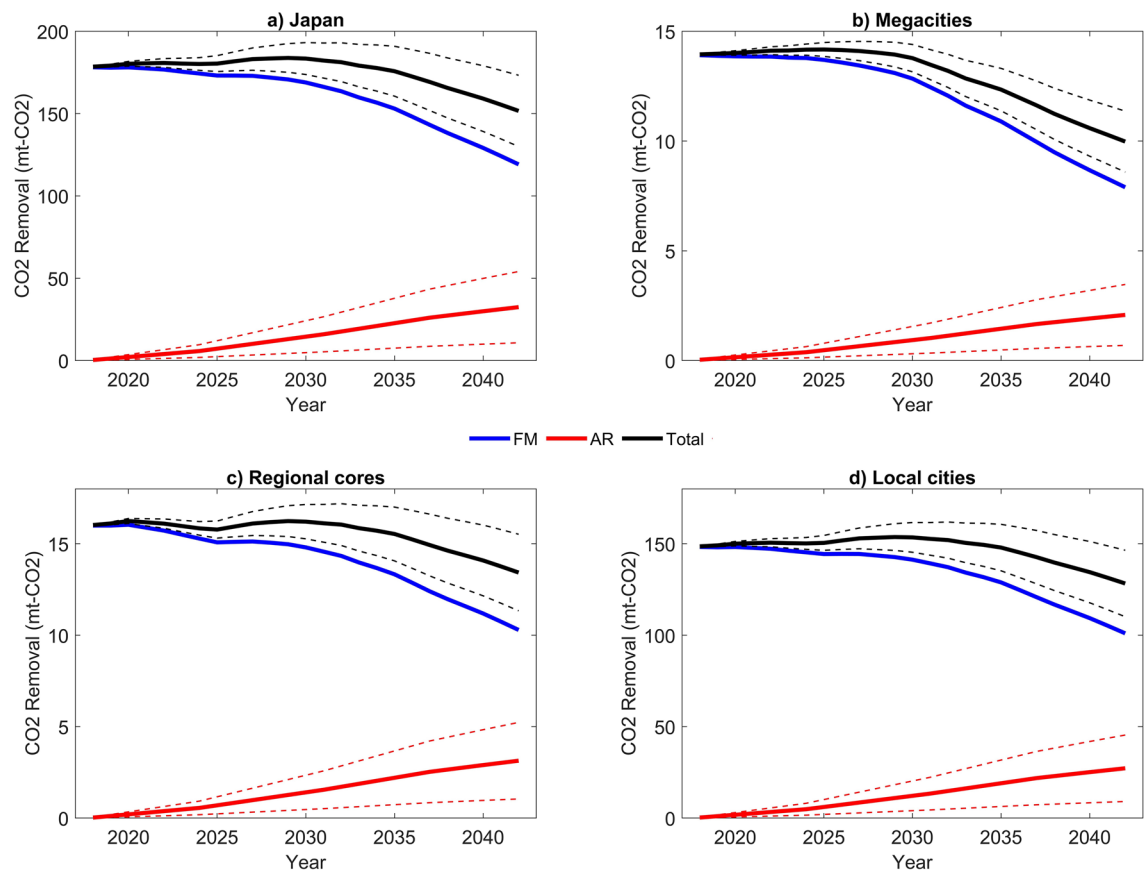 a) Japan
CO2 Removal (mt-CO2)
200
150
100
50
0
2020 2025 2030 2035 2040
Year
b) Megacities
CO2 Removal (mt-CO2)
15
10
5
0
2020 2025 2030 2035 2040
Year
FM AR Total
c) Regional cores
CO2 Removal (mt-CO2)
15
10
5
0
2020 2025 2030 2035 2040
Year
d) Local cities
CO2 Removal (mt-CO2)
150
100
50
0
2020 2025 2030 2035 2040
Year